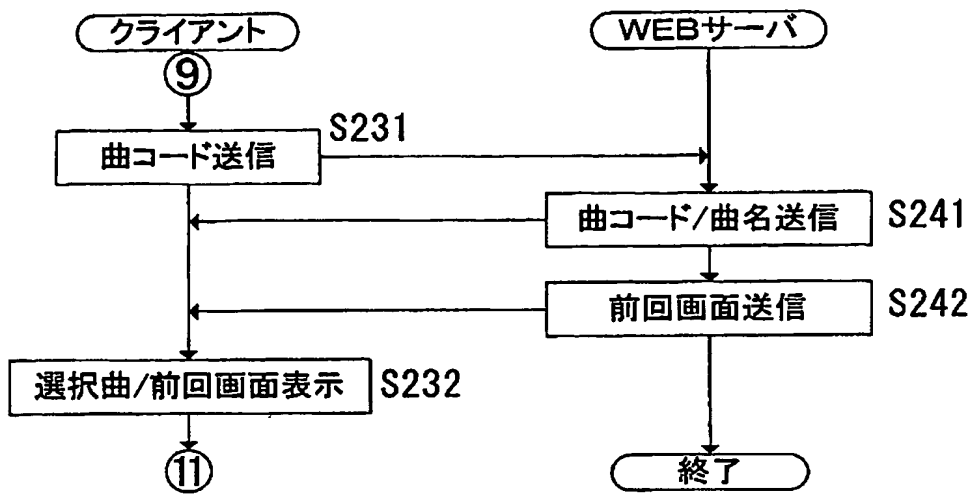 クライアント
WEBサーバ
⑨
S231
曲コード送信
曲コード/曲名送信
S241
前回画面送信
S242
選択曲/前回画面表示
S232
⑪
終了